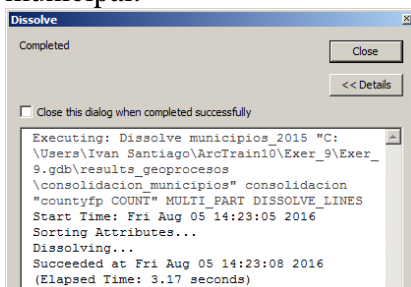 Dissolve
Completed
Close
<< Details
Close this dialog when completed successfully
Executing: Dissolve municipios_2015 "C:
\Users\Ivan Santiago\ArcTrain10\Exer_9\Exer_
9.gdb\results_geoprocesos
\consolidacion_municipios" consolidacion
"countyfp COUNT" MULTI_PART DISSOLVE_LINES
Start Time: Fri Aug 05 14:23:05 2016
Sorting Attributes...
Dissolving...
Succeeded at Fri Aug 05 14:23:08 2016
(Elapsed Time: 3.17 seconds)